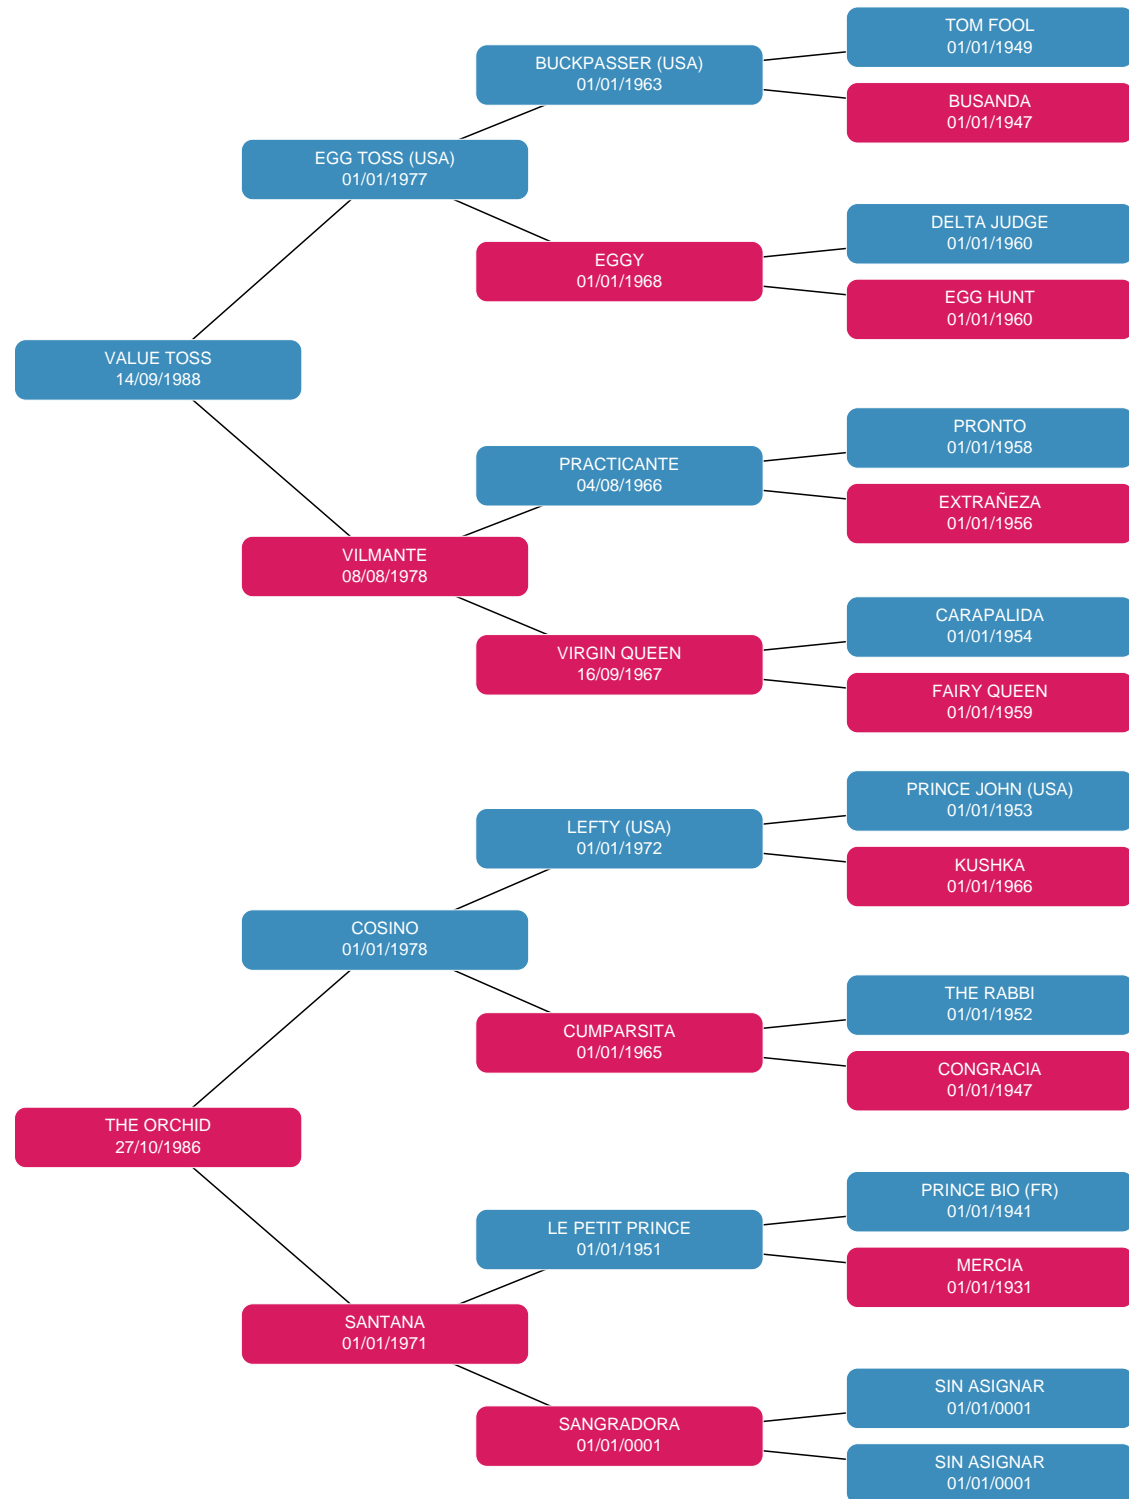 TOM FOOL
01/01/1949
BUCKPASSER (USA)
01/01/1963
BUSANDA
01/01/1947
EGG TOSS (USA)
01/01/1977
DELTA JUDGE
01/01/1960
EGGY
01/01/1968
EGG HUNT
01/01/1960
VALUE TOSS
14/09/1988
PRONTO
01/01/1958
PRACTICANTE
04/08/1966
EXTRAÑEZA
01/01/1956
VILMANTE
08/08/1978
CARAPALIDA
01/01/1954
VIRGIN QUEEN
16/09/1967
FAIRY QUEEN
01/01/1959
PRINCE JOHN (USA)
01/01/1953
LEFTY (USA)
01/01/1972
KUSHKA
01/01/1966
COSINO
01/01/1978
THE RABBI
01/01/1952
CUMPARSITA
01/01/1965
CONGRACIA
01/01/1947
THE ORCHID
27/10/1986
PRINCE BIO (FR)
01/01/1941
LE PETIT PRINCE
01/01/1951
MERCIA
01/01/1931
SANTANA
01/01/1971
SIN ASIGNAR
01/01/0001
SANGRADORA
01/01/0001
SIN ASIGNAR
01/01/0001